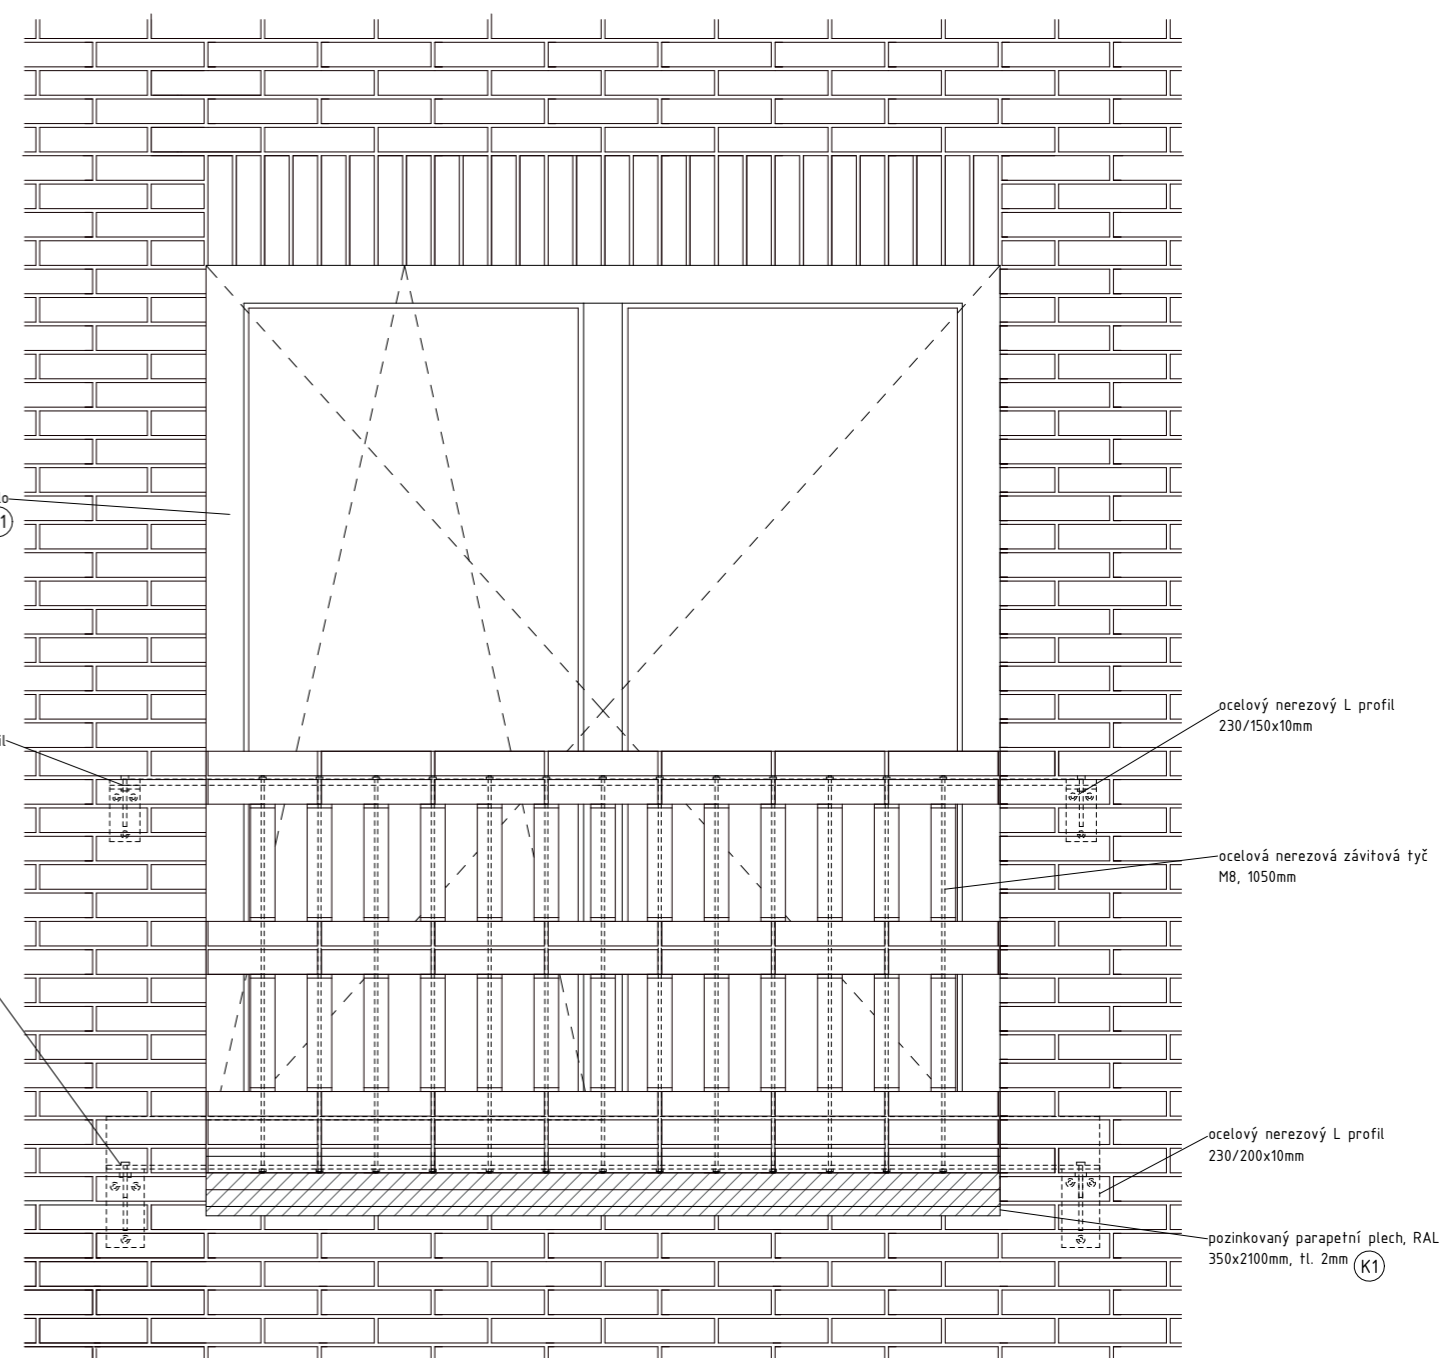 ocelový nerezový L profil
230/150x10mm
ocelová nerezová závitová tyč
M8, 1050mm
ocelový nerezový L profil
230/200x10mm
pozinkovaný parapetní plech, RAL
350x2100mm, tl. 2mm K1